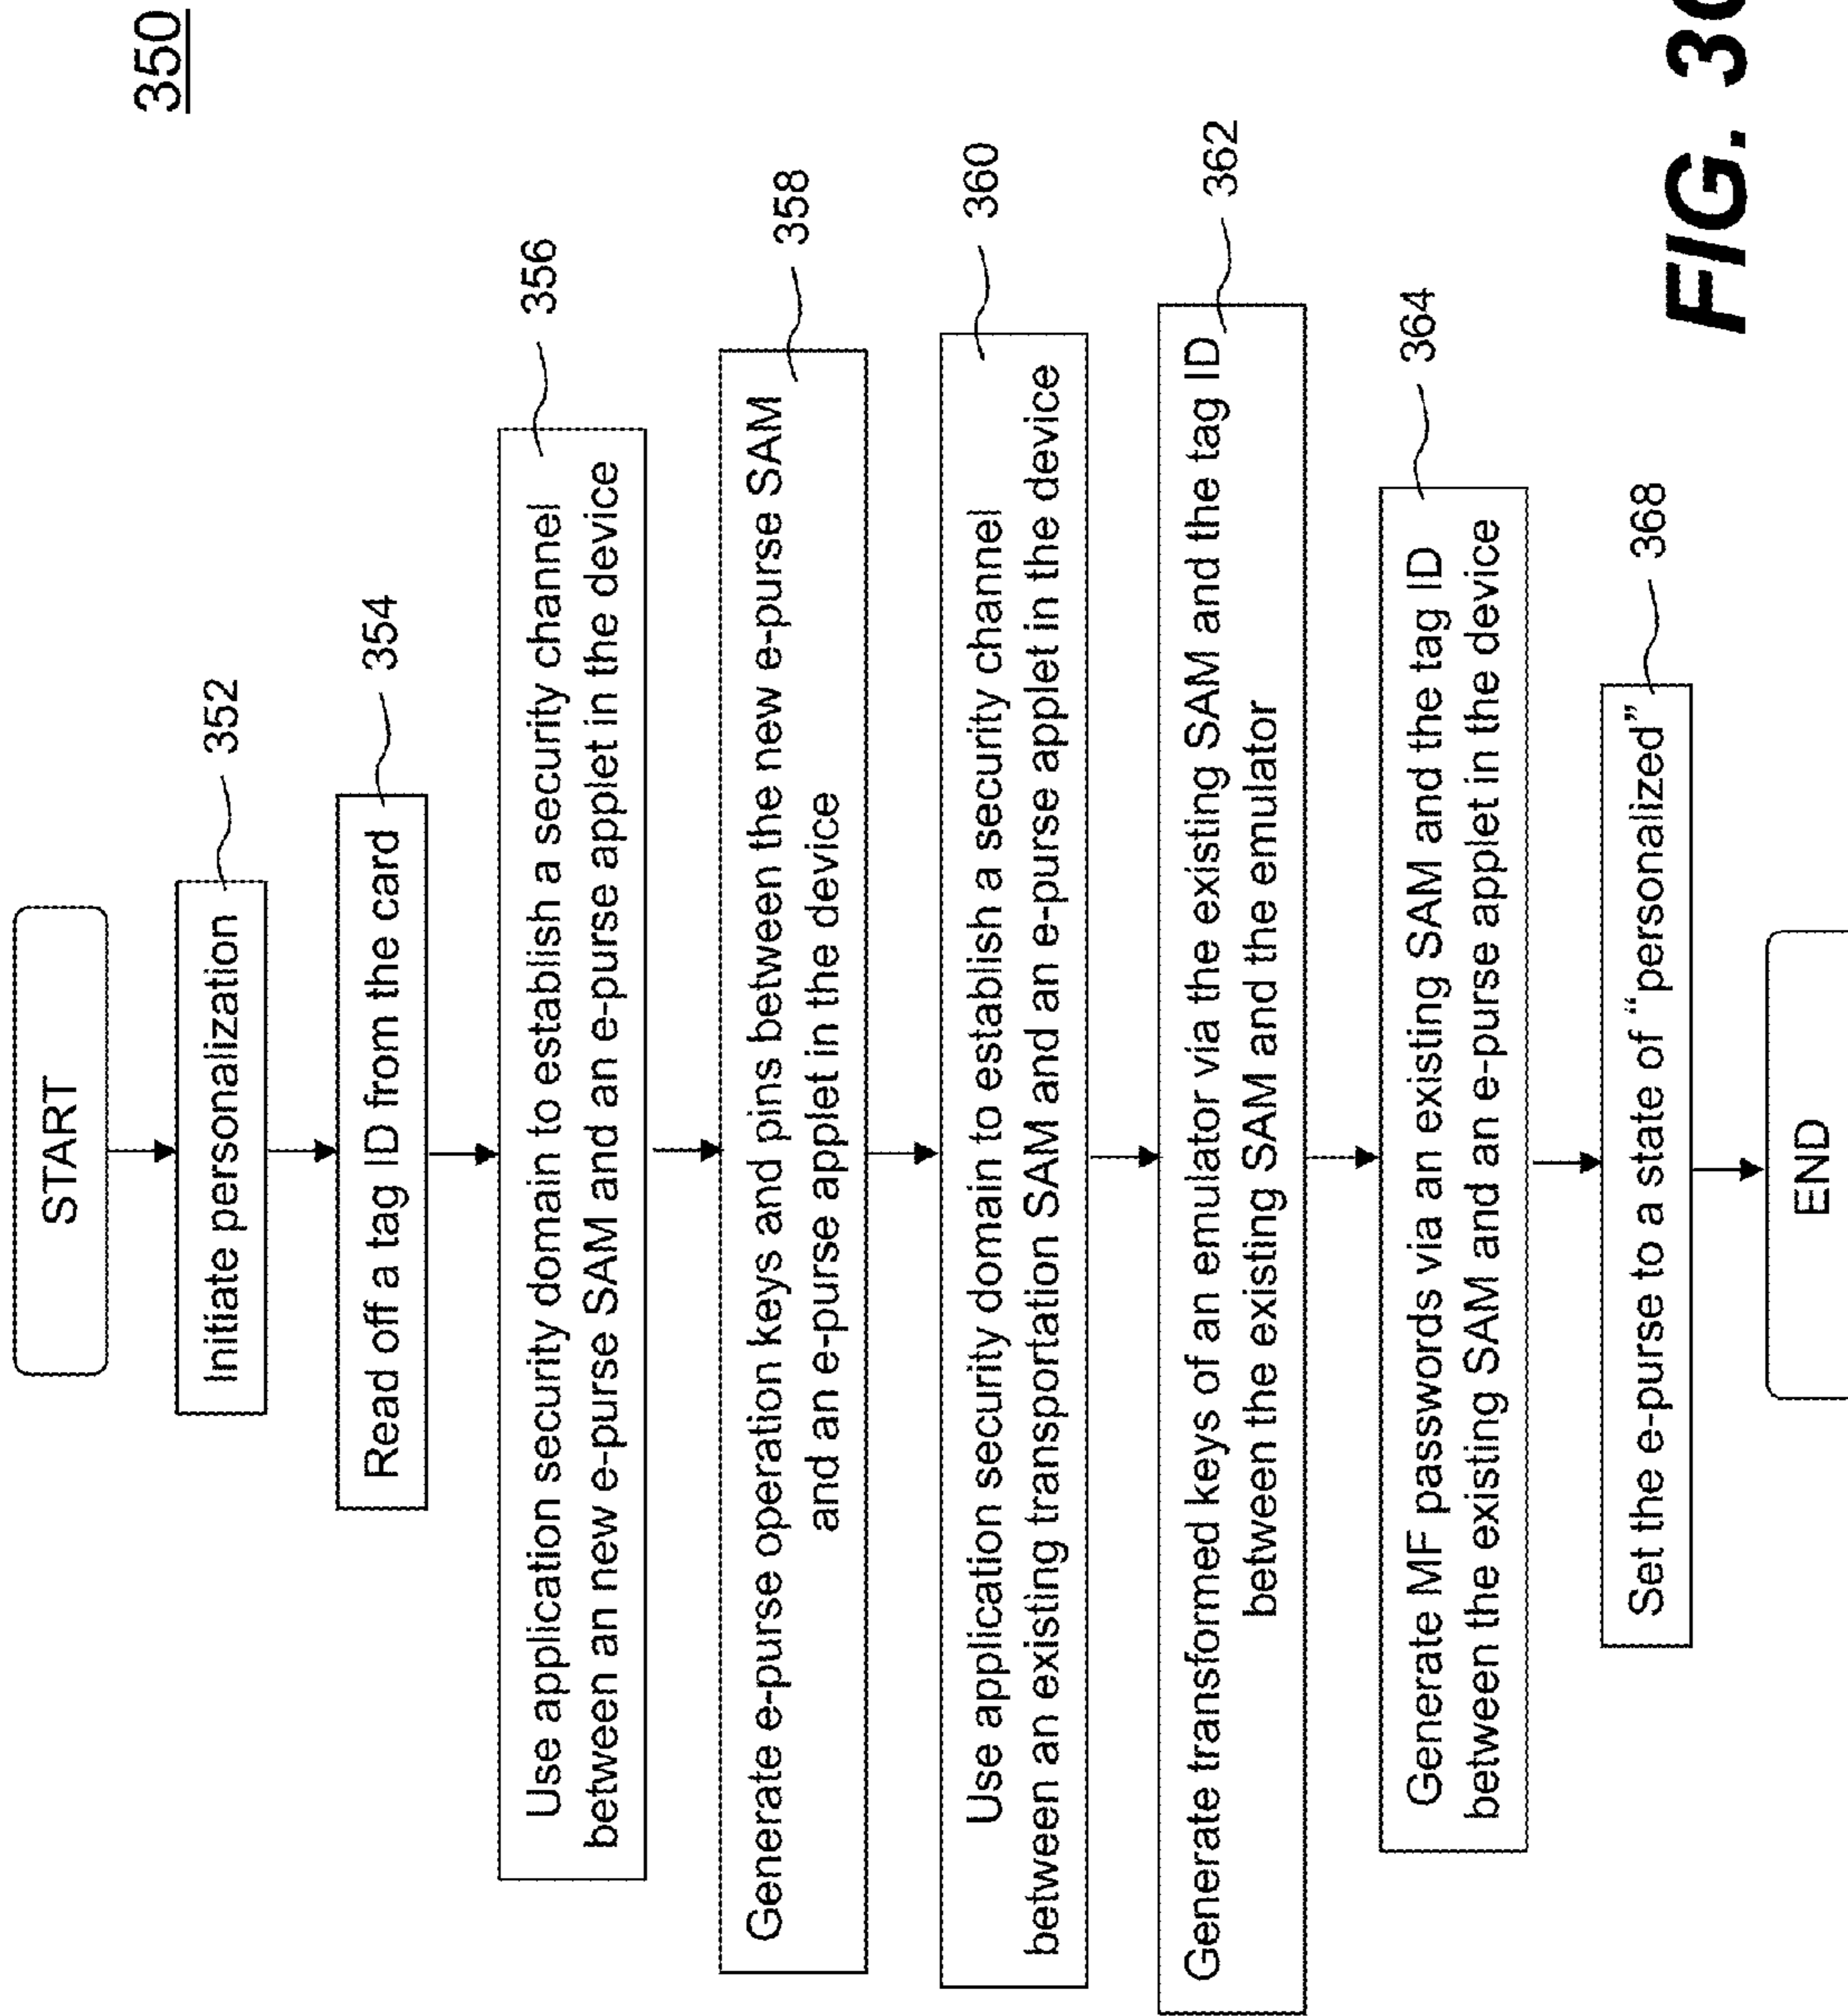 350
START
Initiate personalization
352
Read off a tag ID from the card
354
Use application security domain to establish a security channel
between an new e-purse SAM and an e-purse applet in the device
356
Generate e-purse operation keys and pins between the new e-purse SAM
and an e-purse applet in the device
358
Use application security domain to establish a security channel
between an existing transportation SAM and an e-purse applet in the device
360
Generate transformed keys of an emulator via the existing SAM and the tag ID
between the existing SAM and the emulator
362
Generate MF passwords via an existing SAM and the tag ID
between the existing SAM and an e-purse applet in the device
364
Set the e-purse to a state of “personalized”
368
END
FIG.